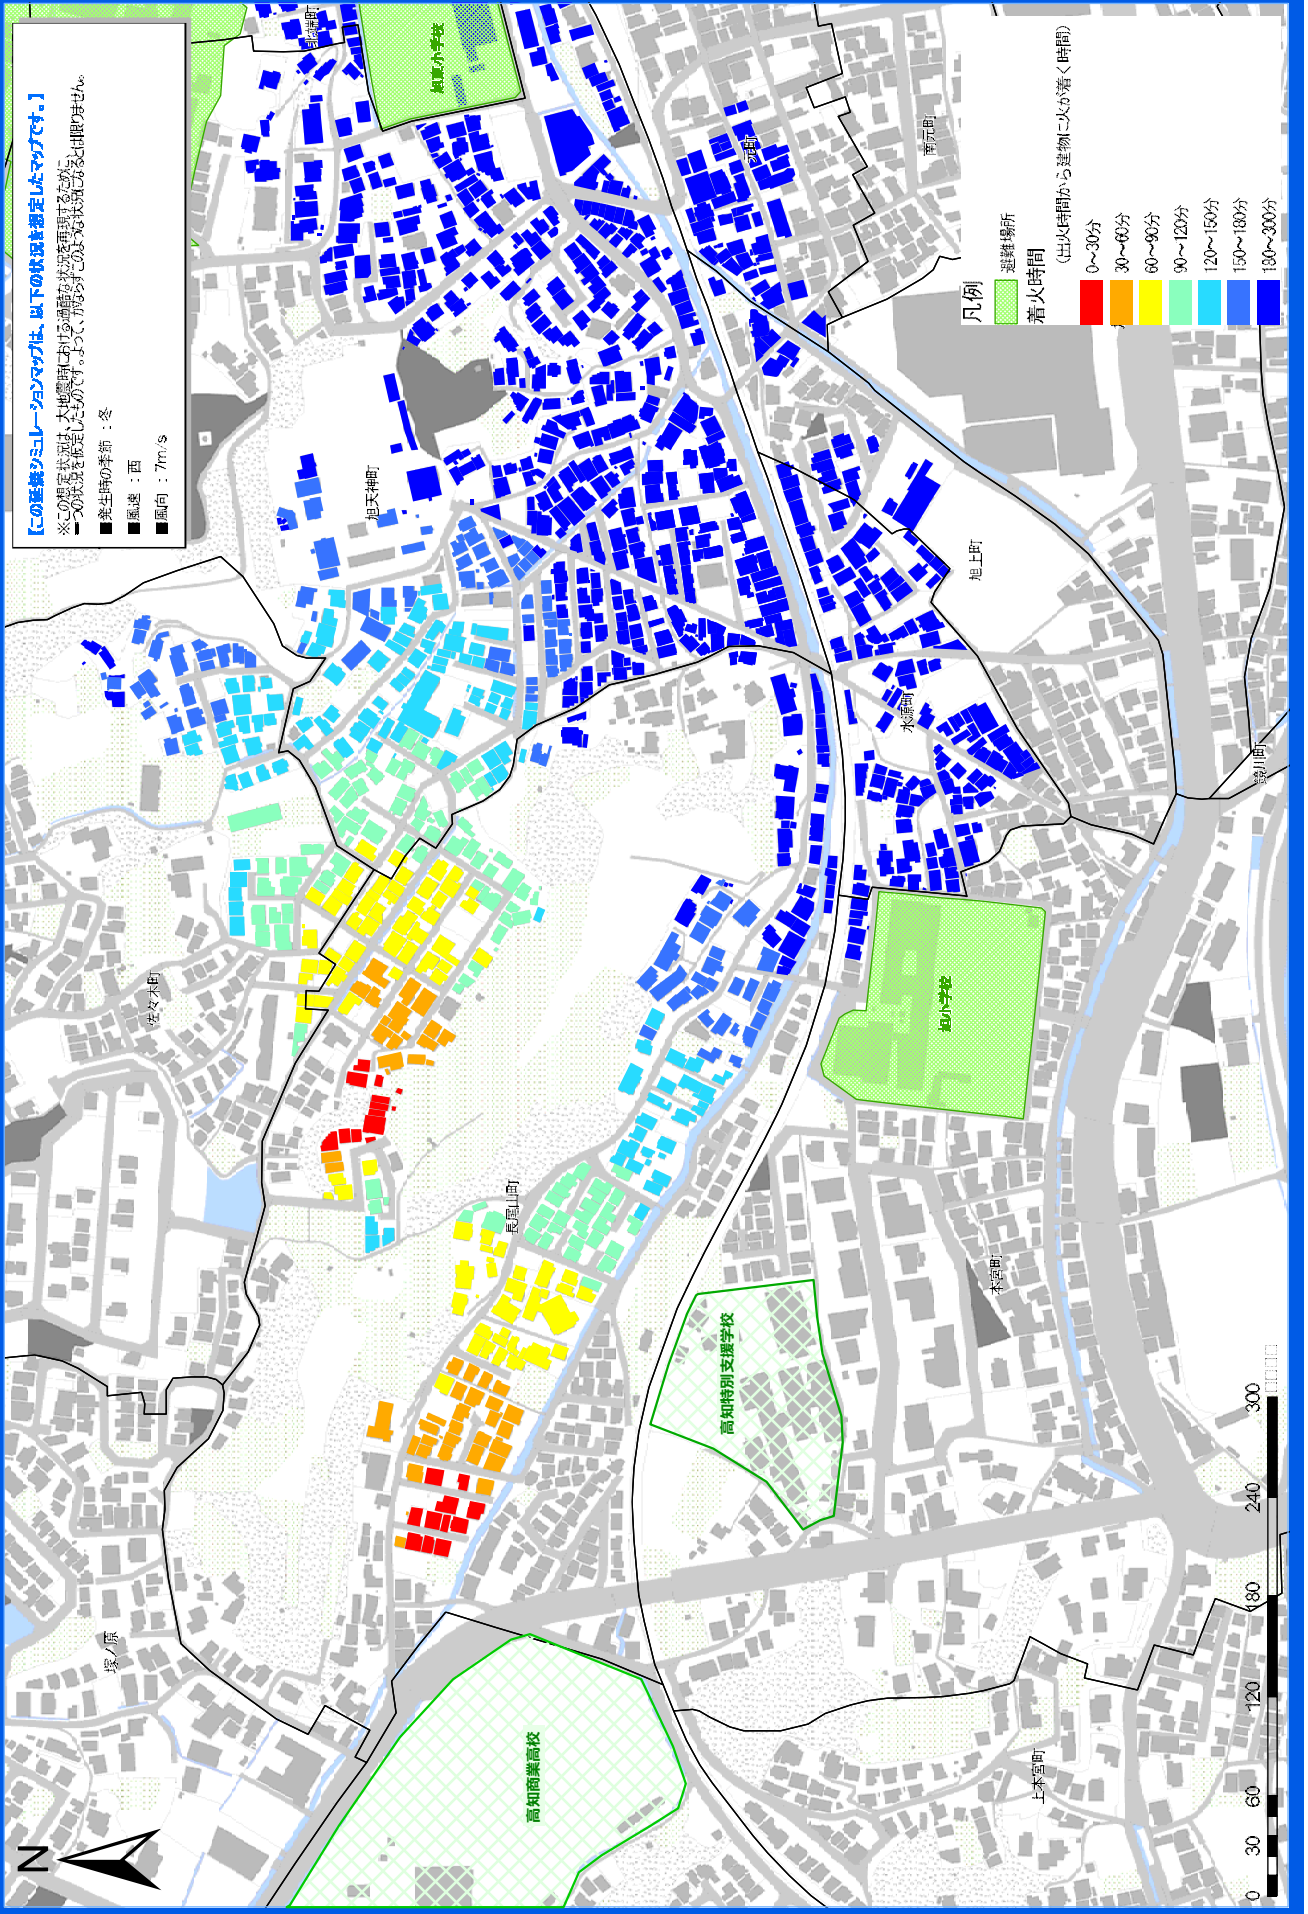 【この延焼シミュレーションマップは、以下の状況を想定したマップです。】
※この想定状況は、大地震時における過酷な状況を再現するために、
一つの状況を仮定したものです。よって、かならずこのような状況になるとは限りません。
■発生時の季節 : 冬
■風速 : 西
■風向 : 7m/s
凡例
避難場所
着火時間
(出火時間から建物に火が着く時間)
0～30分
30～60分
60～90分
90～120分
120～150分
150～180分
180～300分
北端町
旭東小学校
元町
南元町
旭天神町
旭上町
水源町
鏡川町
佐々木町
旭小学校
長尾山町
本宮町
高知特別支援学校
塚ノ原
高知商業高校
上本宮町
N
0 30 60 120 180 240 300